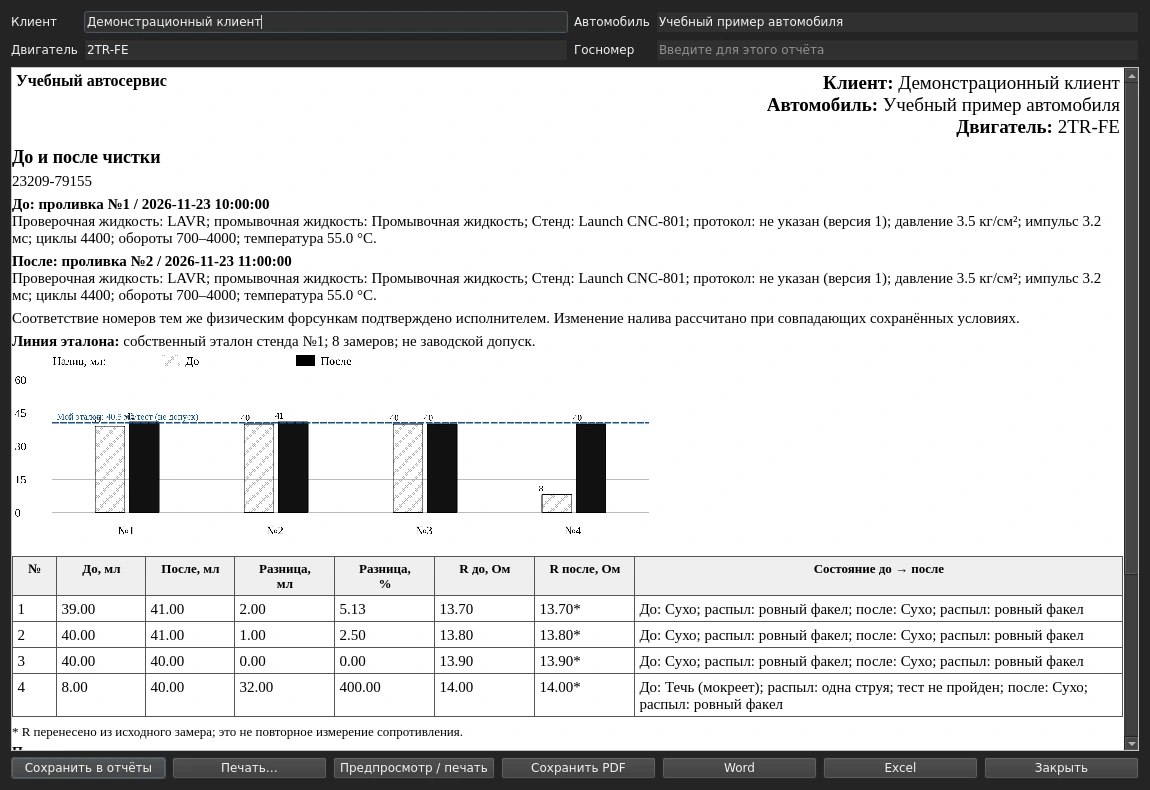 Клиент Демонстрационный клиент Автомобиль Учебный пример автомобиля
Двигатель 2TR-FE Госномер Введите для этого отчёта
Учебный автосервис
Клиент: Демонстрационный клиент
Автомобиль: Учебный пример автомобиля
Двигатель: 2TR-FE
До и после чистки
23209-79155
До: проливка №1 / 2026-11-23 10:00:00
Проверочная жидкость: LAVR; промывочная жидкость: Промывочная жидкость; Стенд: Launch CNC-801; протокол: не указан (версия 1); давление 3.5 кг/см²; импульс 3.2
мс; циклы 4400; обороты 700–4000; температура 55.0 °C.
После: проливка №2 / 2026-11-23 11:00:00
Проверочная жидкость: LAVR; промывочная жидкость: Промывочная жидкость; Стенд: Launch CNC-801; протокол: не указан (версия 1); давление 3.5 кг/см²; импульс 3.2
мс; циклы 4400; обороты 700–4000; температура 55.0 °C.
Соответствие номеров тем же физическим форсункам подтверждено исполнителем. Изменение налива рассчитано при совпадающих сохранённых условиях.
Линия эталона: собственный эталон стенда №1; 8 замеров; не заводской допуск.
Налив, мл: До После
60
45
30
15
0
Мой эталон: 40.5 (не допуск)
40 41
40 40
8 40
№1 №2 №3 №4
№ До, мл После, мл Разница, мл Разница, % R до, Ом R после, Ом Состояние до → после
1 39.00 41.00 2.00 5.13 13.70 13.70* До: Сухо; распыл: ровный факел; после: Сухо; распыл: ровный факел
2 40.00 41.00 1.00 2.50 13.80 13.80* До: Сухо; распыл: ровный факел; после: Сухо; распыл: ровный факел
3 40.00 40.00 0.00 0.00 13.90 13.90* До: Сухо; распыл: ровный факел; после: Сухо; распыл: ровный факел
4 8.00 40.00 32.00 400.00 14.00 14.00* До: Течь (мокреет); распыл: одна струя; тест не пройден; после: Сухо;
распыл: ровный факел
* R перенесено из исходного замера; это не повторное измерение сопротивления.
Сохранить в отчёты Печать... Предпросмотр / печать Сохранить PDF Word Excel Закрыть